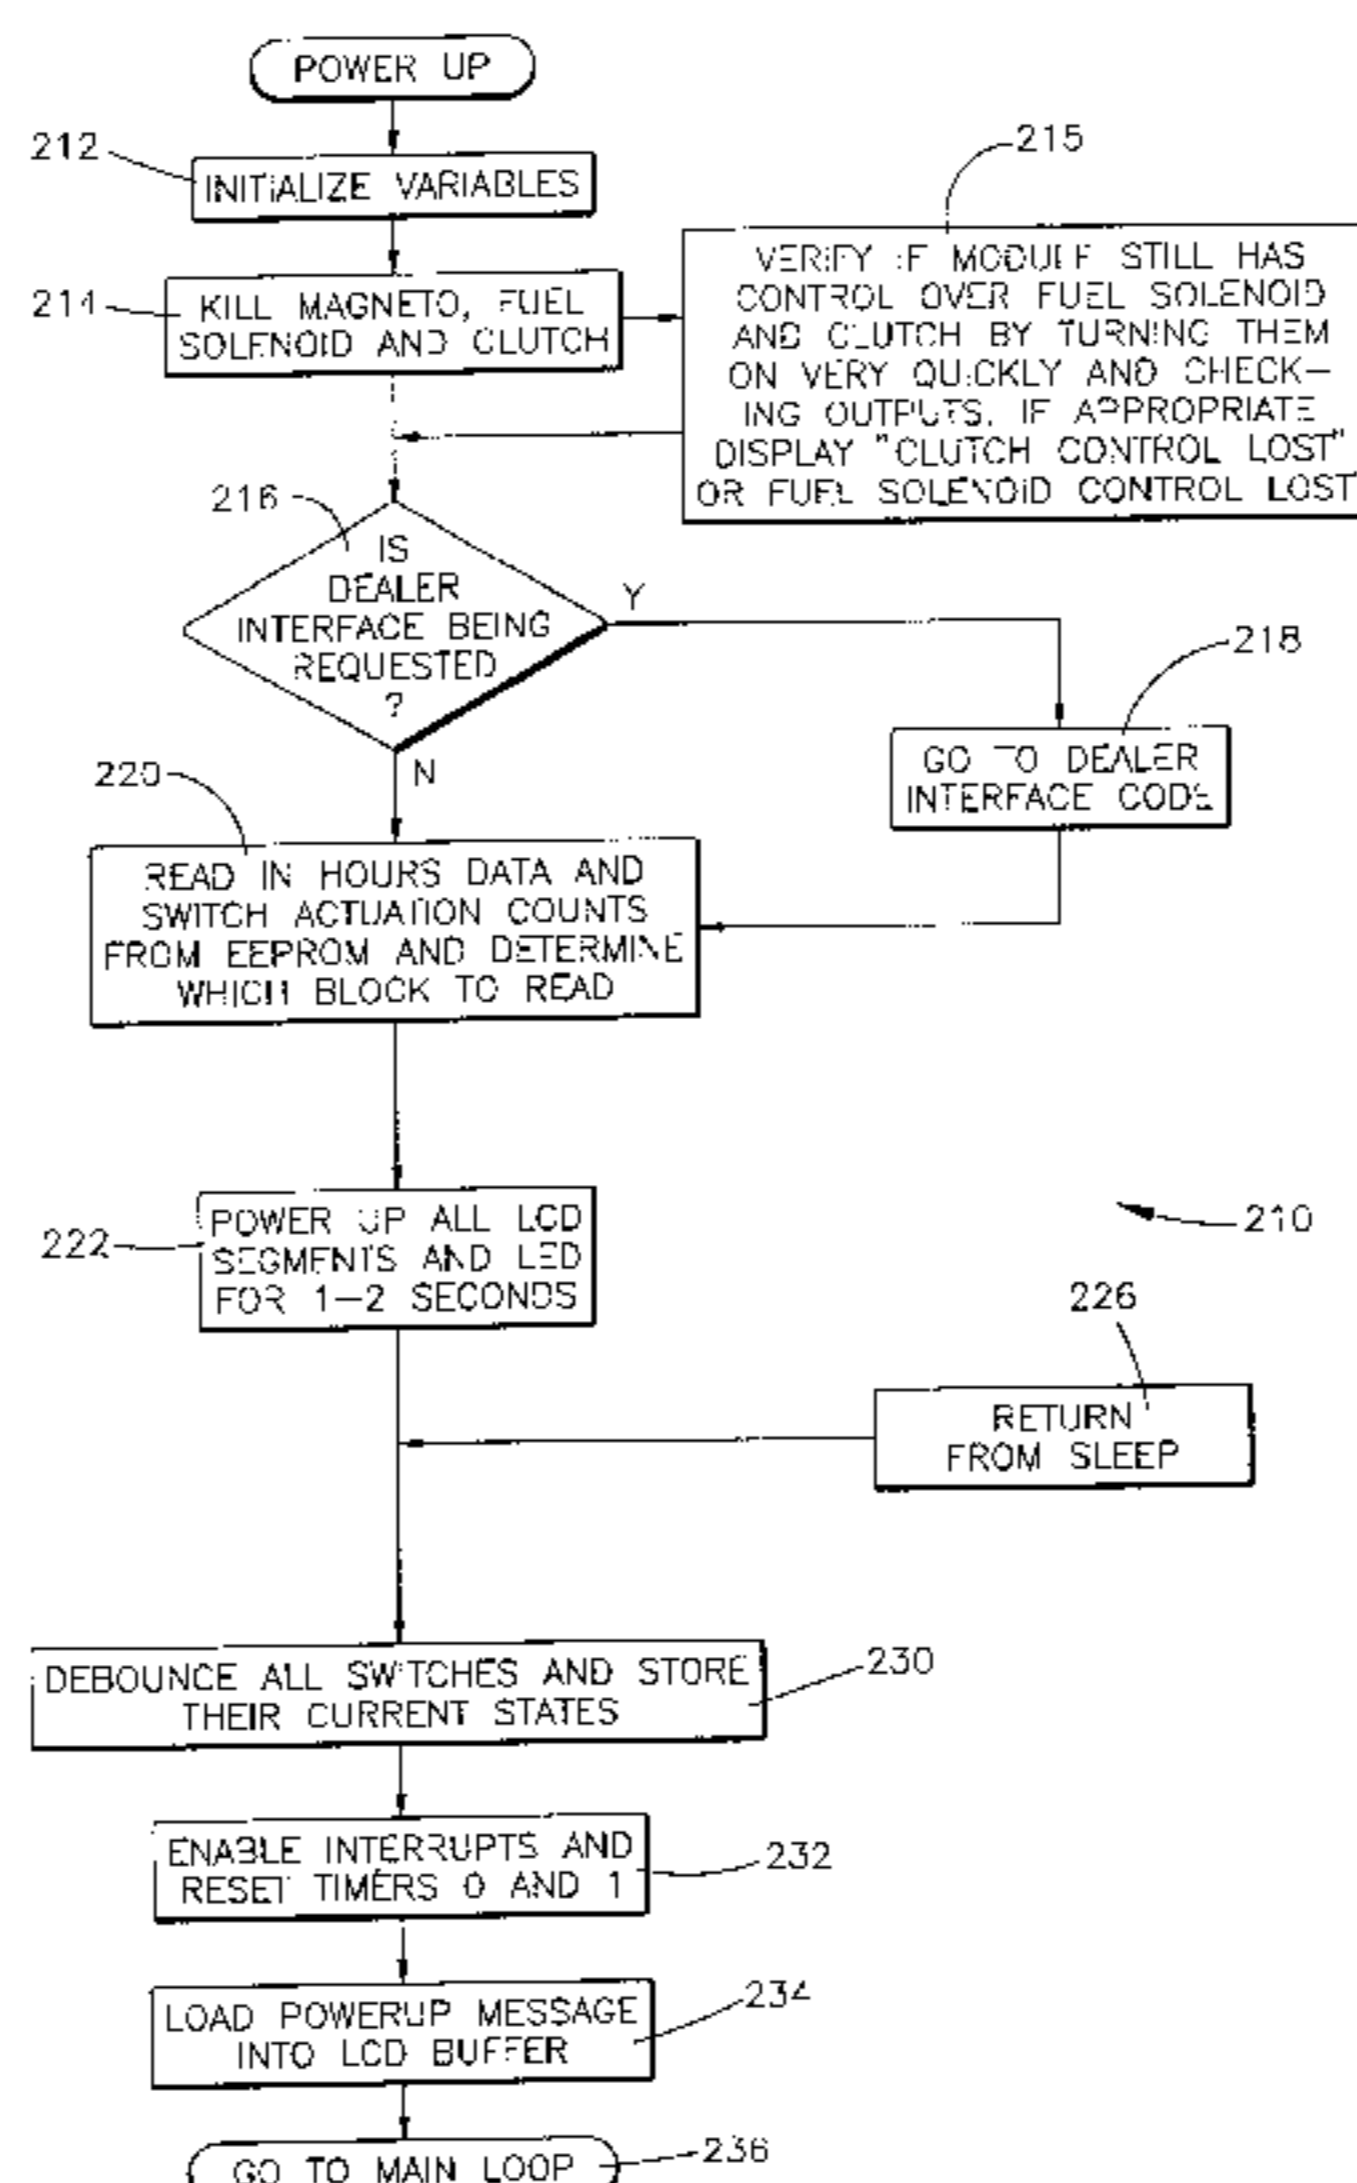 POWER UP
212
INITIALIZE VARIABLES
214
KILL MAGNETO, FUEL
SOLENOID AND CLUTCH
215
VERIFY IF MODULE STILL HAS
CONTROL OVER FUEL SOLENOID
AND CLUTCH BY TURNING THEM
ON VERY QUICKLY AND CHECK-
ING OUTPUTS. IF APPROPRIATE
DISPLAY "CLUTCH CONTROL LOST"
OR FUEL SOLENOID CONTROL LOST
216
IS
DEALER
INTERFACE BEING
REQUESTED
?
Y
N
218
GO TO DEALER
INTERFACE CODE
220
READ IN HOURS DATA AND
SWITCH ACTUATION COUNTS
FROM EEPROM AND DETERMINE
WHICH BLOCK TO READ
222
POWER UP ALL LCD
SEGMENTS AND LED
FOR 1-2 SECONDS
210
226
RETURN
FROM SLEEP
DEBOUNCE ALL SWITCHES AND STORE
THEIR CURRENT STATES
230
ENABLE INTERRUPTS AND
RESET TIMERS 0 AND 1
232
LOAD POWERUP MESSAGE
INTO LCD BUFFER
234
GO TO MAIN LOOP
236